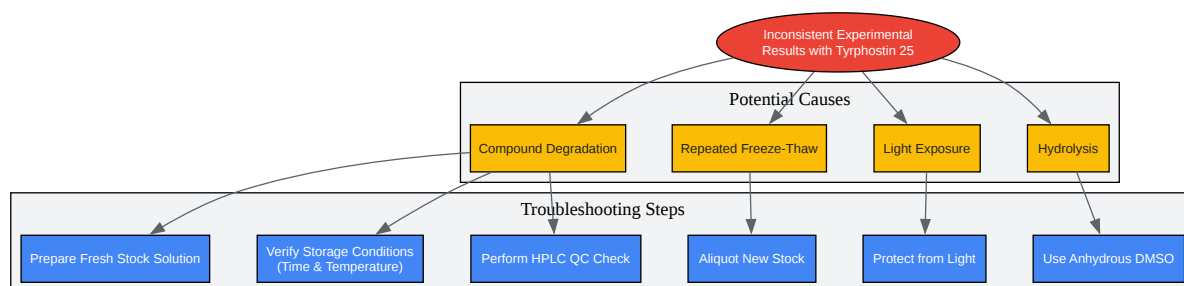 Inconsistent Experimental
Results with Tyrphostin 25
Potential Causes
Compound Degradation
Repeated Freeze-Thaw
Light Exposure
Hydrolysis
Troubleshooting Steps
Prepare Fresh Stock Solution
Verify Storage Conditions
(Time & Temperature)
Perform HPLC QC Check
Aliquot New Stock
Protect from Light
Use Anhydrous DMSO